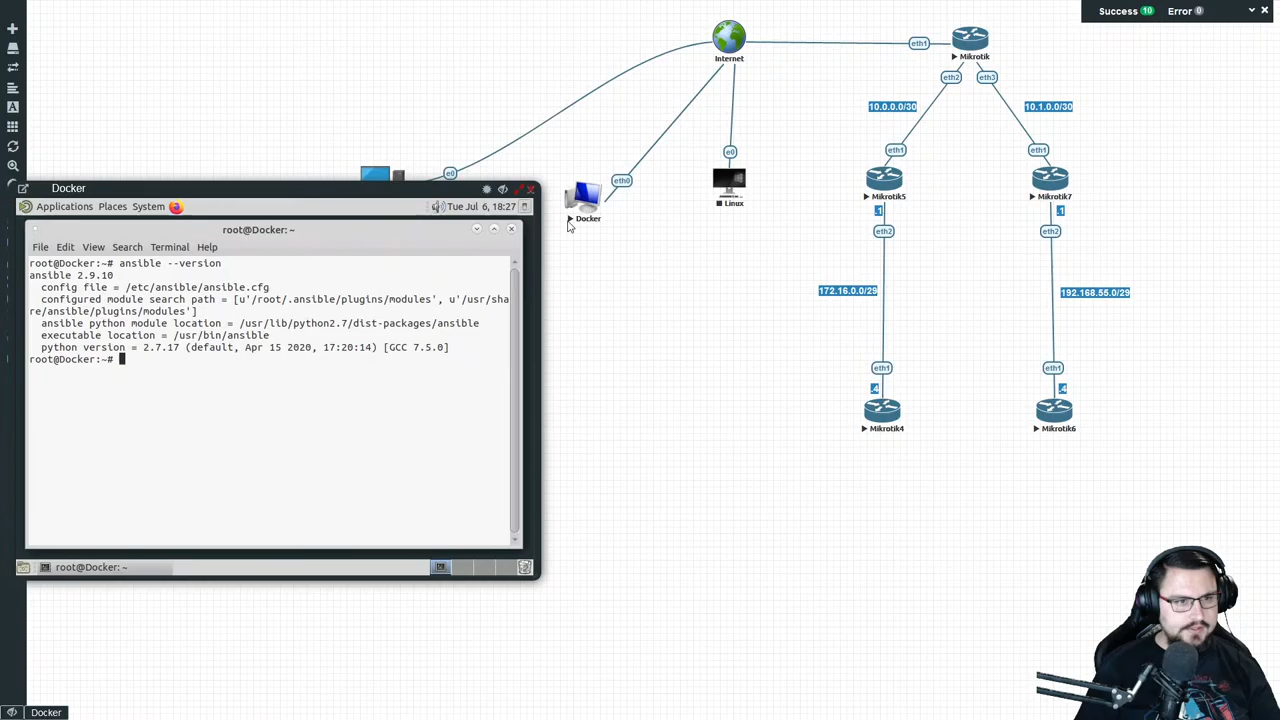 Success 10 Error 0
Internet
eth1
Mikrotik
eth2
eth3
10.0.0.0/30
10.1.0.0/30
eth1
eth1
e0
e0
eth0
Docker
Linux
Mikrotik5
Mikrotik7
.1
.1
eth2
eth2
172.16.0.0/29
192.168.55.0/29
eth1
eth1
.4
.4
Mikrotik4
Mikrotik6
Docker
Applications Places System
Tue Jul 6, 18:27
root@Docker: ~
File Edit View Search Terminal Help
root@Docker:~# ansible --version
ansible 2.9.10
config file = /etc/ansible/ansible.cfg
configured module search path = [u'/root/.ansible/plugins/modules', u'/usr/sha
re/ansible/plugins/modules']
ansible python module location = /usr/lib/python2.7/dist-packages/ansible
executable location = /usr/bin/ansible
python version = 2.7.17 (default, Apr 15 2020, 17:20:14) [GCC 7.5.0]
root@Docker:~#
root@Docker: ~
Docker